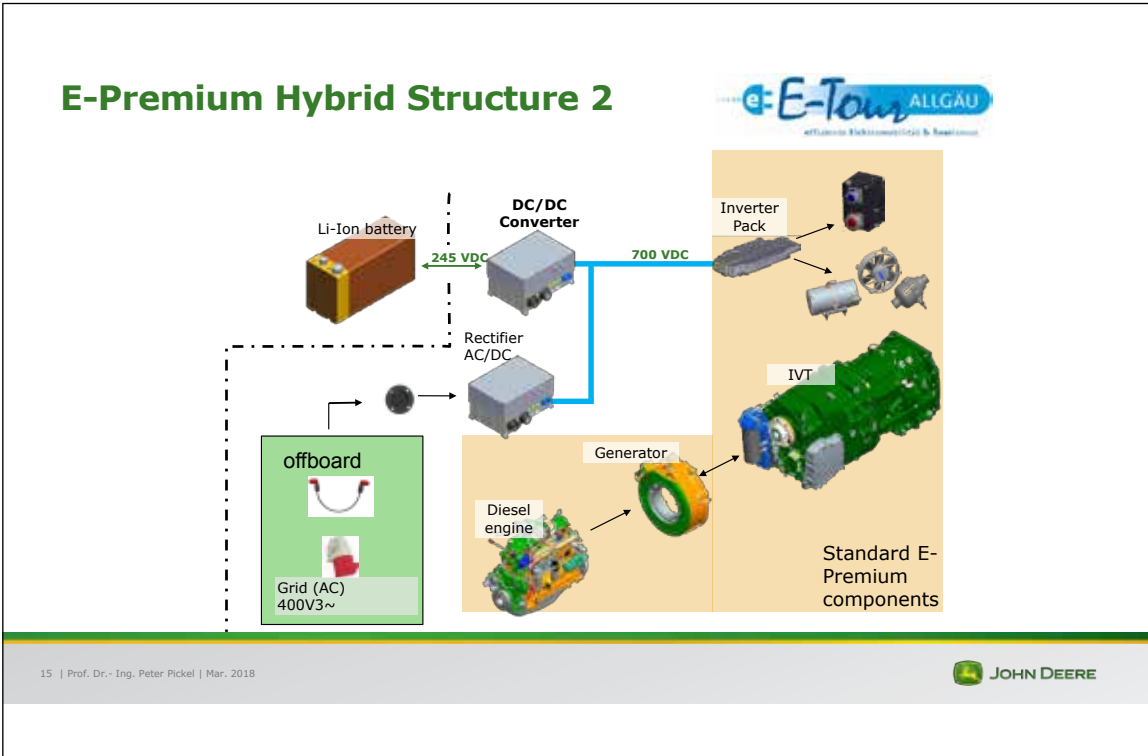 E-Premium Hybrid Structure 2
e E-Tour ALLGÄU
DC/DC
Converter
Li-Ion battery
245 VDC
700 VDC
Inverter
Pack
Rectifier
AC/DC
IVT
offboard
Grid (AC)
400V3~
Generator
Diesel
engine
Standard E-
Premium
components
15 | Prof. Dr.- Ing. Peter Pickel | Mar. 2018
JOHN DEERE